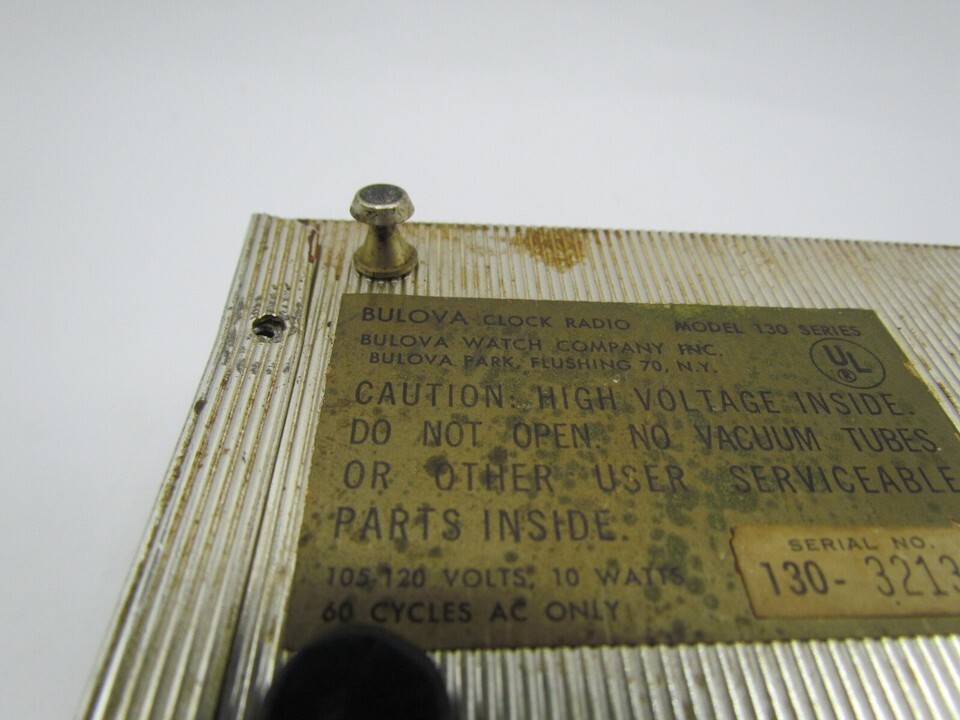 BULOVA CLOCK RADIO MODEL 130 SERIES
BULOVA WATCH COMPANY INC.
BULOVA PARK, FLUSHING 70, N.Y.
UL
®
CAUTION: HIGH VOLTAGE INSIDE.
DO NOT OPEN. NO VACUUM TUBES
OR OTHER USER SERVICEABLE
PARTS INSIDE.
105-120 VOLTS, 10 WATTS
60 CYCLES AC ONLY
SERIAL NO.
130- 3213